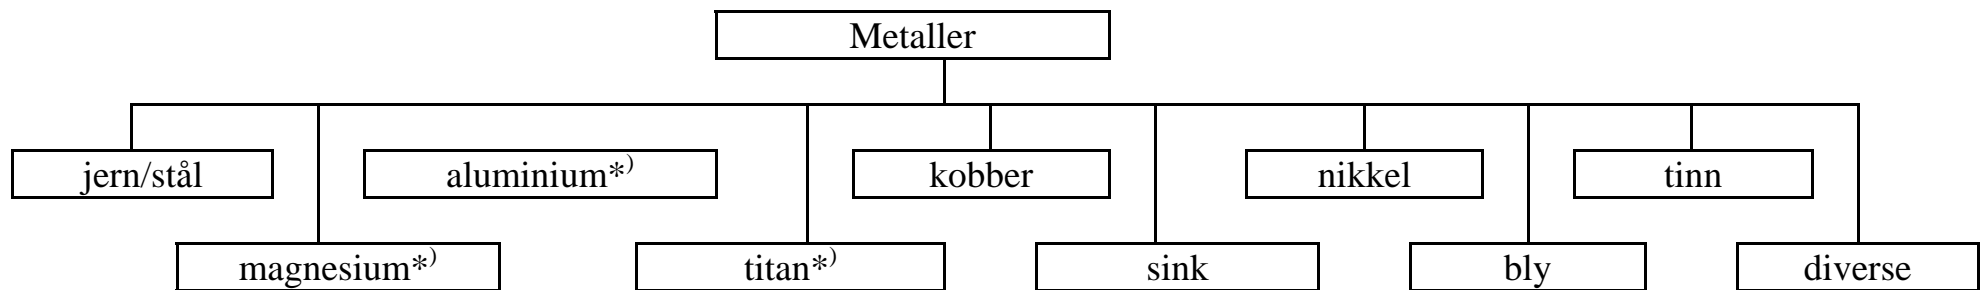 Metaller
jern/stål
aluminium*)
kobber
nikkel
tinn
magnesium*)
titan*)
sink
bly
diverse